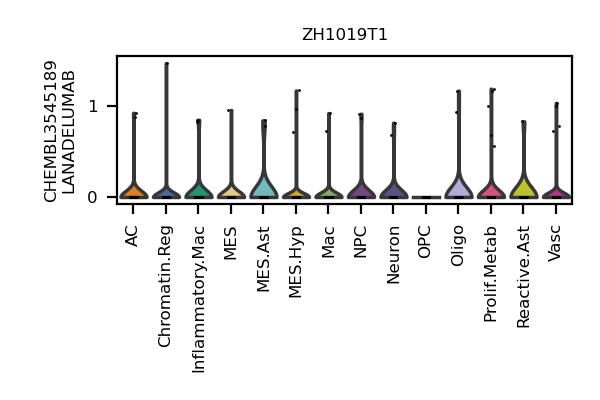 ZH1019T1
CHEMBL3545189
LANADELUMAB
1
0
AC
Chromatin.Reg
Inflammatory.Mac
MES
MES.Ast
MES.Hyp
Mac
NPC
Neuron
OPC
Oligo
Prolif.Metab
Reactive.Ast
Vasc